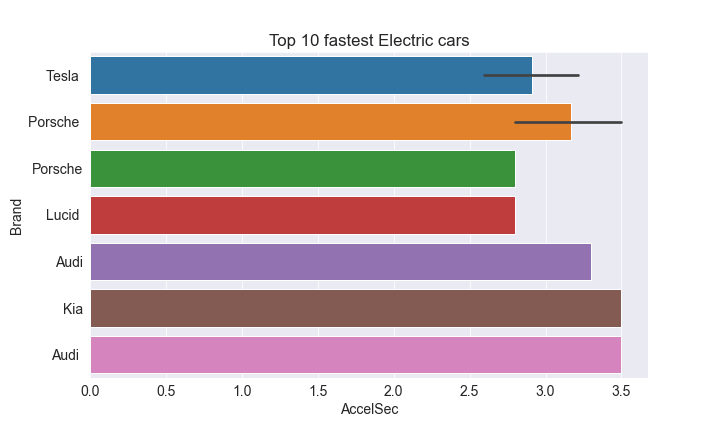 Top 10 fastest Electric cars
Brand
Tesla
Porsche
Porsche
Lucid
Audi
Kia
Audi
0.0 0.5 1.0 1.5 2.0 2.5 3.0 3.5
AccelSec